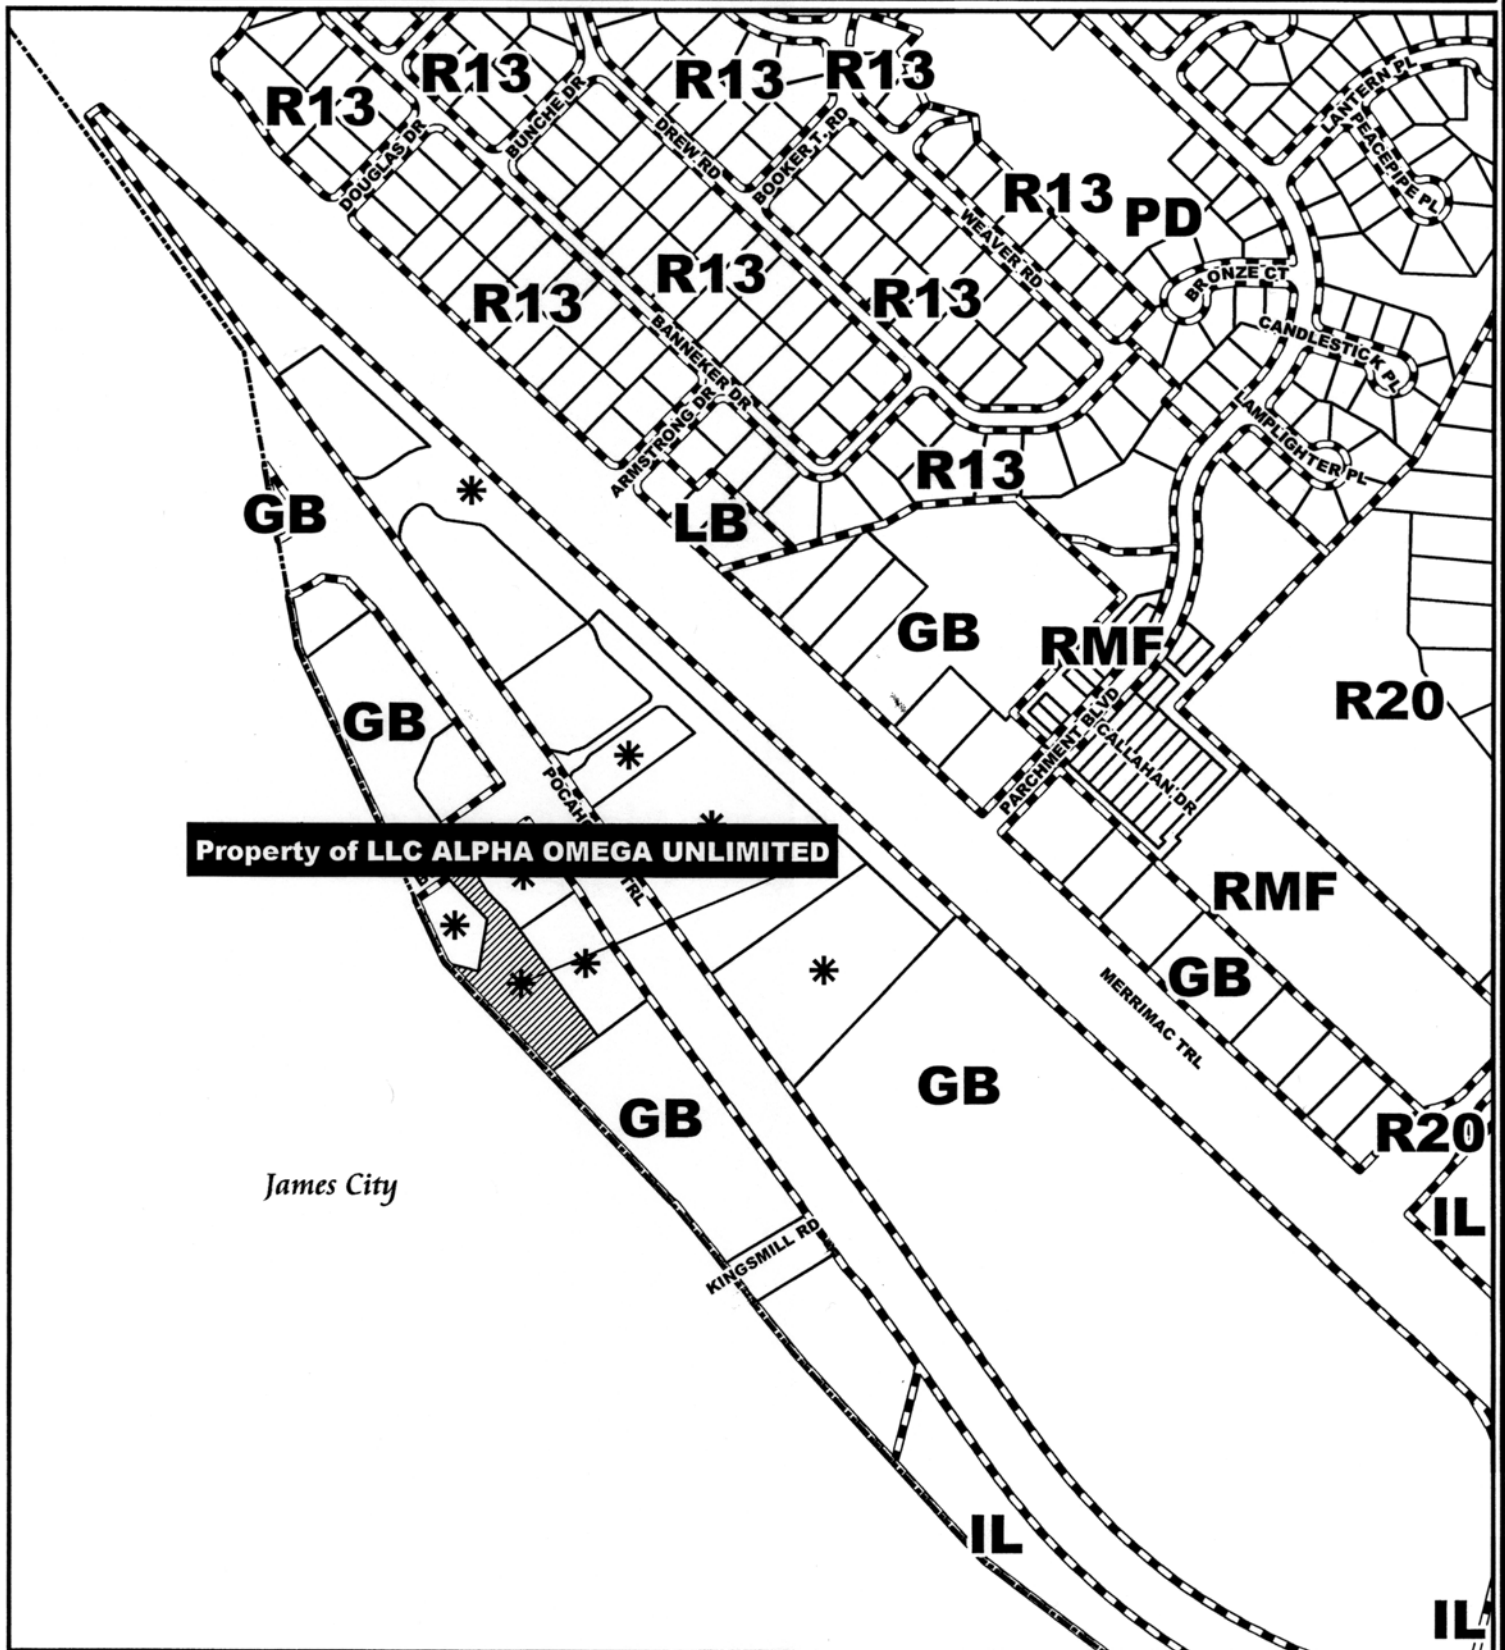 R13
R13
R13
R13
LANTERN PL
PEACEPIPE PL
BUNCHE DR
DOUGLAS DR
DREW RD
BOOKER T. RD
R13
PD
WEAVER RD
BRONZE CT
R13
R13
R13
BANNEKER DR
CANDLESTICK PL
ARMSTRONG DR
LAMPLIGHTER PL
R13
GB
LB
GB
RMF
R20
GB
PARCHMENT BLVD
CALLAHAN DR
Property of LLC ALPHA OMEGA UNLIMITED
TRL
RMF
GB
MERRIMAC TRL
GB
GB
R20
James City
IL
KINGSMILL RD
IL
IL